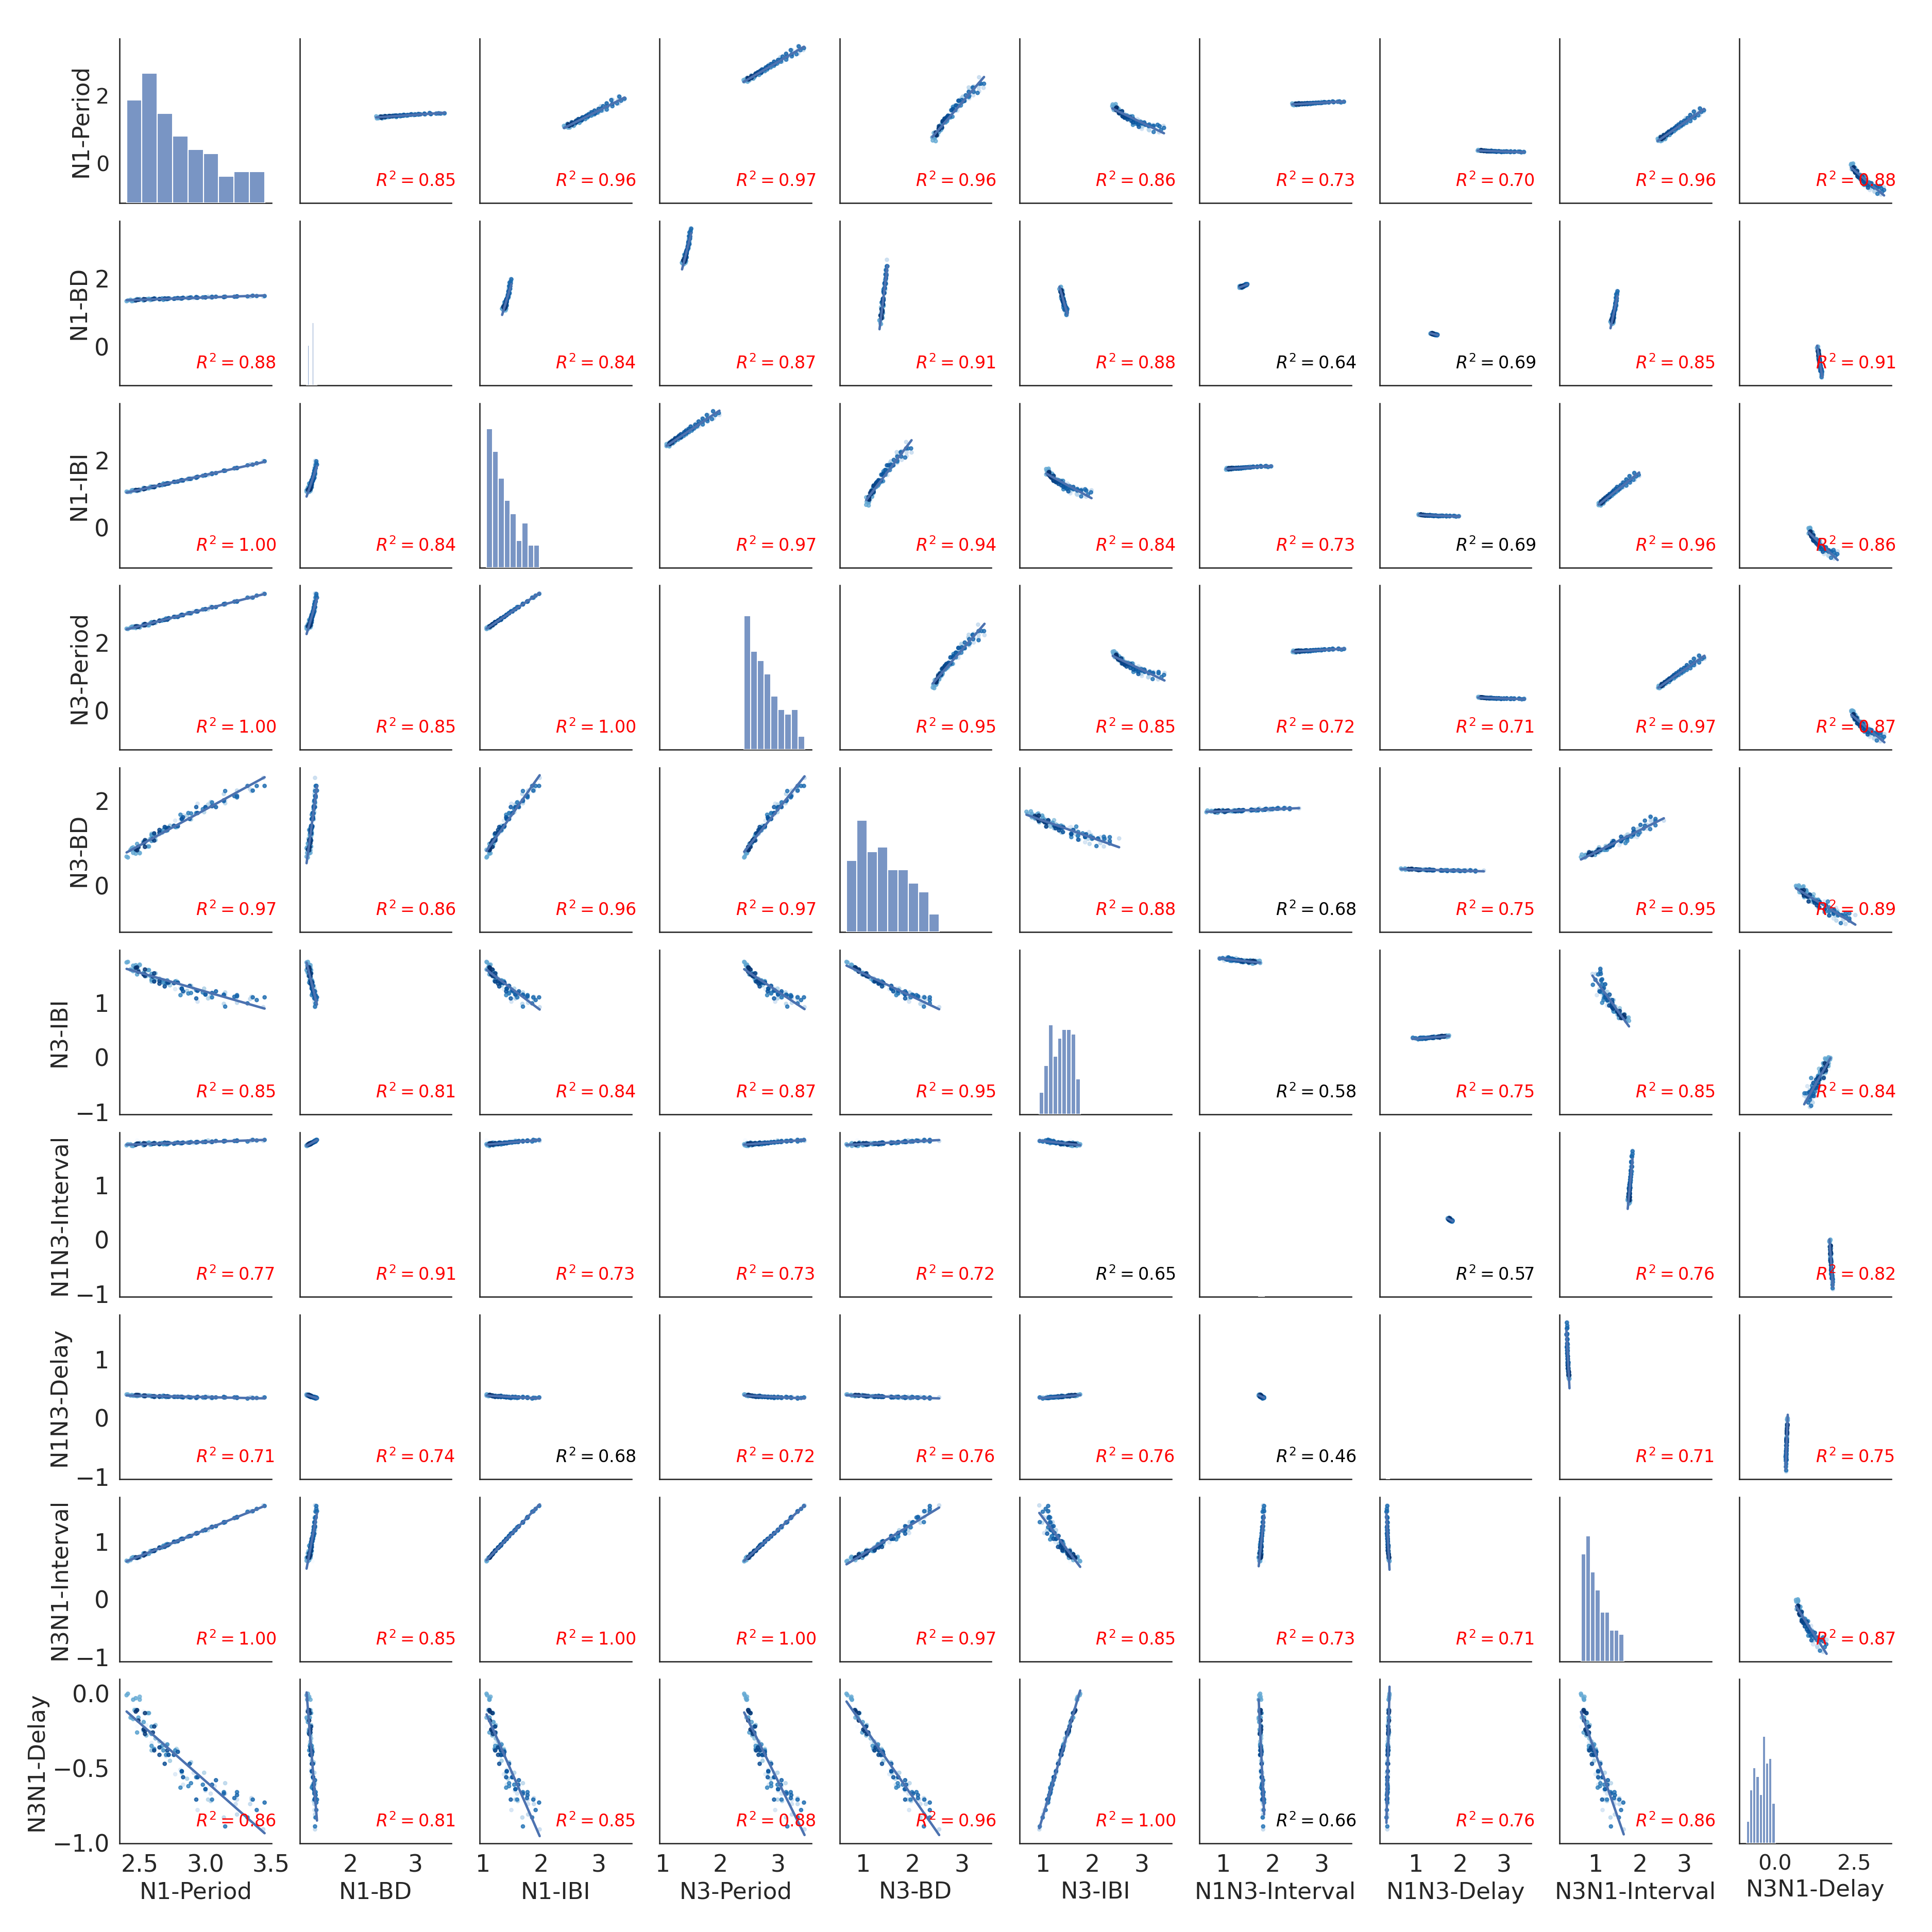 N1-Period
2
0
R² = 0.85
R² = 0.96
R² = 0.97
R² = 0.96
R² = 0.86
R² = 0.73
R² = 0.70
R² = 0.96
R² = 0.88
N1-BD
2
0
R² = 0.88
R² = 0.84
R² = 0.87
R² = 0.91
R² = 0.88
R² = 0.64
R² = 0.69
R² = 0.85
R² = 0.91
N1-IBI
2
0
R² = 1.00
R² = 0.84
R² = 0.97
R² = 0.94
R² = 0.84
R² = 0.73
R² = 0.69
R² = 0.96
R² = 0.86
N3-Period
2
0
R² = 1.00
R² = 0.85
R² = 1.00
R² = 0.95
R² = 0.85
R² = 0.72
R² = 0.71
R² = 0.97
R² = 0.87
N3-BD
2
0
R² = 0.97
R² = 0.86
R² = 0.96
R² = 0.97
R² = 0.88
R² = 0.68
R² = 0.75
R² = 0.95
R² = 0.89
N3-IBI
1
0
−1
R² = 0.85
R² = 0.81
R² = 0.84
R² = 0.87
R² = 0.95
R² = 0.58
R² = 0.75
R² = 0.85
R² = 0.84
N1N3-Interval
1
0
−1
R² = 0.77
R² = 0.91
R² = 0.73
R² = 0.73
R² = 0.72
R² = 0.65
R² = 0.57
R² = 0.76
R² = 0.82
N1N3-Delay
1
0
−1
R² = 0.71
R² = 0.74
R² = 0.68
R² = 0.72
R² = 0.76
R² = 0.76
R² = 0.46
R² = 0.71
R² = 0.75
N3N1-Interval
1
0
−1
R² = 1.00
R² = 0.85
R² = 1.00
R² = 1.00
R² = 0.97
R² = 0.85
R² = 0.73
R² = 0.71
R² = 0.87
N3N1-Delay
0.0
−0.5
−1.0
R² = 0.86
R² = 0.81
R² = 0.85
R² = 0.88
R² = 0.96
R² = 1.00
R² = 0.66
R² = 0.76
R² = 0.86
2.5 3.0 3.5
2 3
1 2 3
1 2 3
1 2 3
1 2 3
1 2 3
1 2 3
1 2 3
0.0 2.5
N1-Period
N1-BD
N1-IBI
N3-Period
N3-BD
N3-IBI
N1N3-Interval
N1N3-Delay
N3N1-Interval
N3N1-Delay